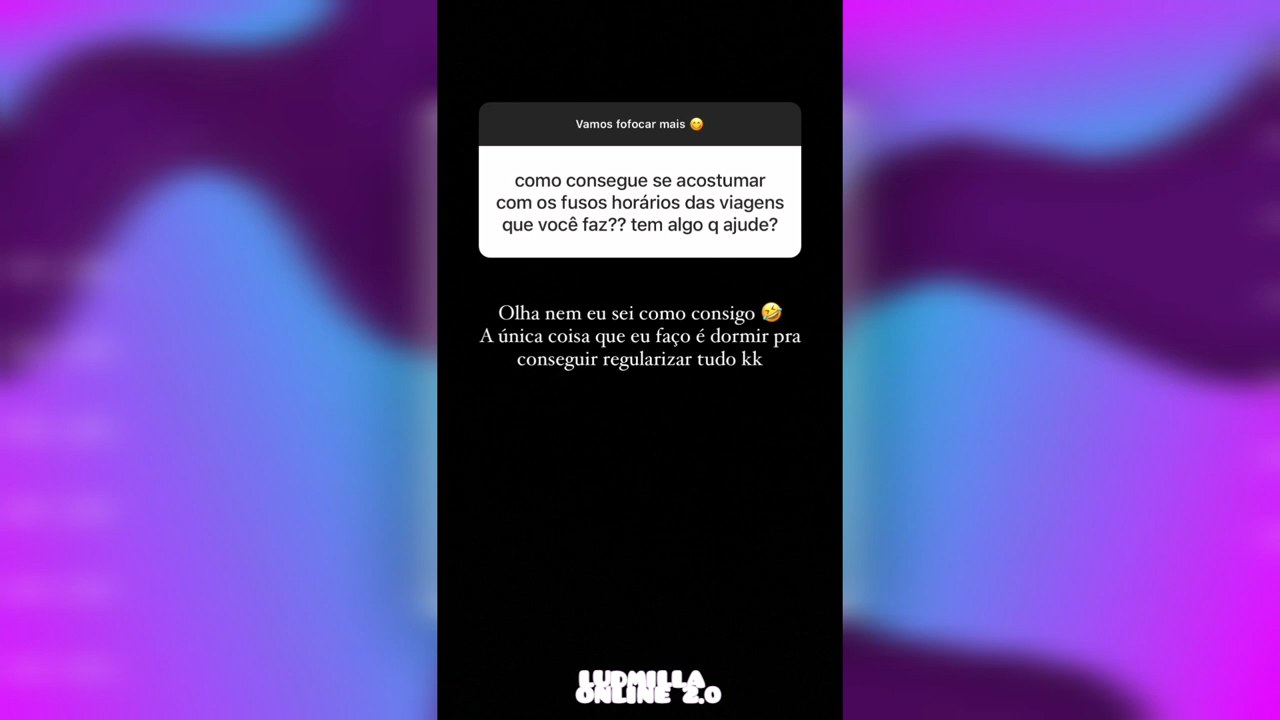 Vamos fofocar mais 😋
como consegue se acostumar
com os fusos horários das viagens
que você faz?? tem algo q ajude?
Olha nem eu sei como consigo 🤣
A única coisa que eu faço é dormir pra
conseguir regularizar tudo kk
LUDMILLA
ONLINE 2.0